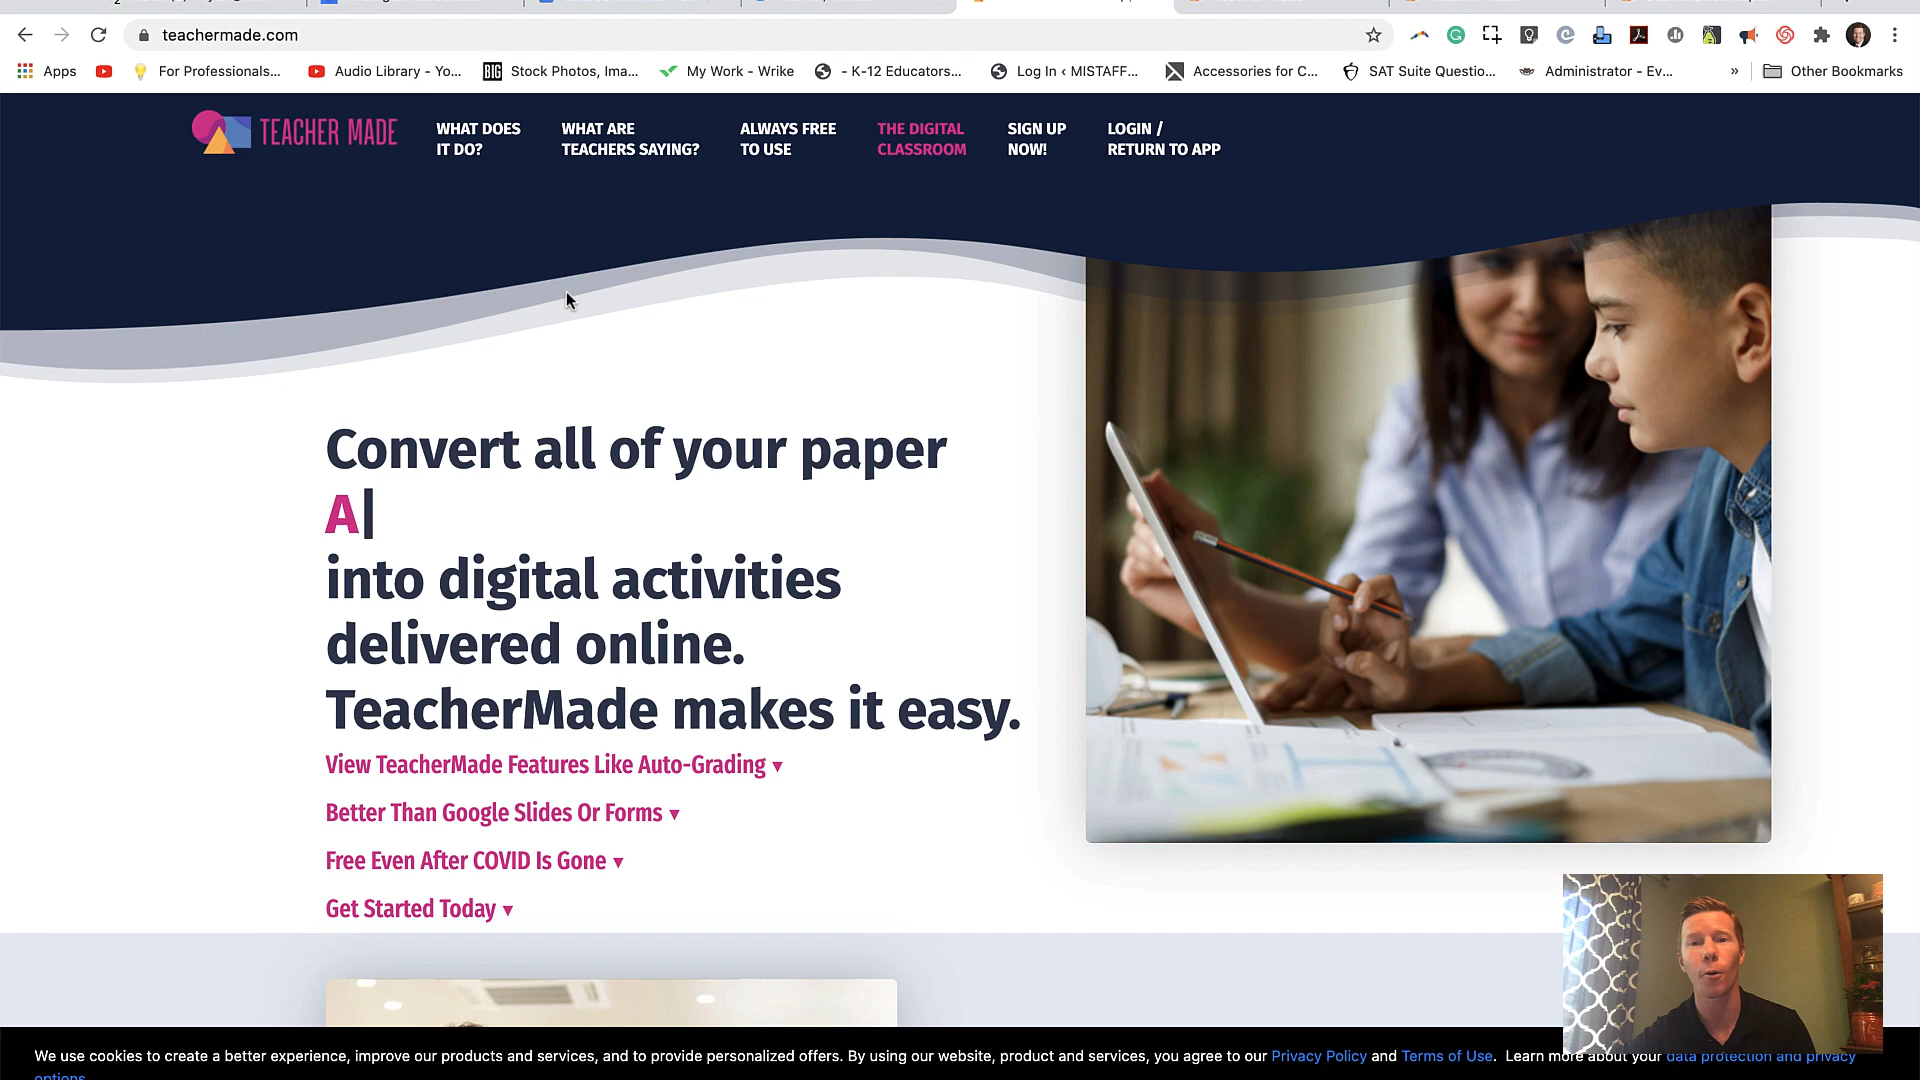 teachermade.com
Apps
For Professionals...
Audio Library - Yo...
BIG
Stock Photos, Ima...
My Work - Wrike
- K-12 Educators...
Log In ‹ MISTAFF...
Accessories for C...
SAT Suite Questio...
Administrator - Ev...
»
Other Bookmarks
TEACHER MADE
WHAT DOES
IT DO?
WHAT ARE
TEACHERS SAYING?
ALWAYS FREE
TO USE
THE DIGITAL
CLASSROOM
SIGN UP
NOW!
LOGIN /
RETURN TO APP
Convert all of your paper
A|
into digital activities
delivered online.
TeacherMade makes it easy.
View TeacherMade Features Like Auto-Grading ▾
Better Than Google Slides Or Forms ▾
Free Even After COVID Is Gone ▾
Get Started Today ▾
We use cookies to create a better experience, improve our products and services, and to provide personalized offers. By using our website, product and services, you agree to our Privacy Policy and Terms of Use. Learn more about your data protection and privacy
options.